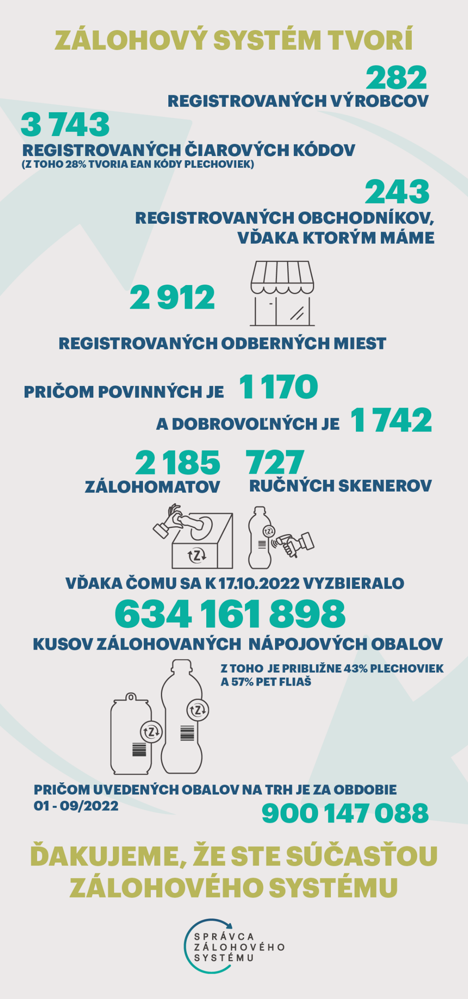 ZÁLOHOVÝ SYSTÉM TVORÍ
282
REGISTROVANÝCH VÝROBCOV
3 743
REGISTROVANÝCH ČIAROVÝCH KÓDOV
(Z TOHO 28% TVORIA EAN KÓDY PLECHOVIEK)
243
REGISTROVANÝCH OBCHODNÍKOV,
VĎAKA KTORÝM MÁME
2 912
REGISTROVANÝCH ODBERNÝCH MIEST
PRIČOM POVINNÝCH JE 1 170
A DOBROVOĽNÝCH JE 1 742
2 185 727
ZÁLOHOMATOV RUČNÝCH SKENEROV
Z
Z
VĎAKA ČOMU SA K 17.10.2022 VYZBIERALO
634 161 898
KUSOV ZÁLOHOVANÝCH NÁPOJOVÝCH OBALOV
Z TOHO JE PRIBLIŽNE 43% PLECHOVIEK
A 57% PET FLIAŠ
Z
Z
PRIČOM UVEDENÝCH OBALOV NA TRH JE ZA OBDOBIE
01 - 09/2022
900 147 088
ĎAKUJEME, ŽE STE SÚČASŤOU
ZÁLOHOVÉHO SYSTÉMU
SPRÁVCA
ZÁLOHOVÉHO
SYSTÉMU